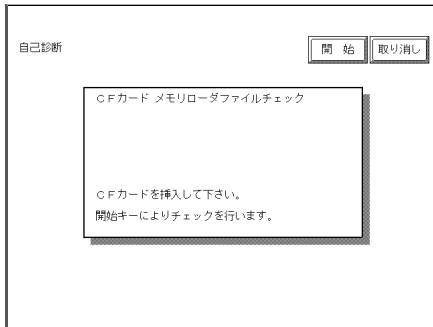 自己診断
開 始 取り消し
ＣＦカード メモリローダファイルチェック
ＣＦカードを挿入して下さい。
開始キーによりチェックを行います。